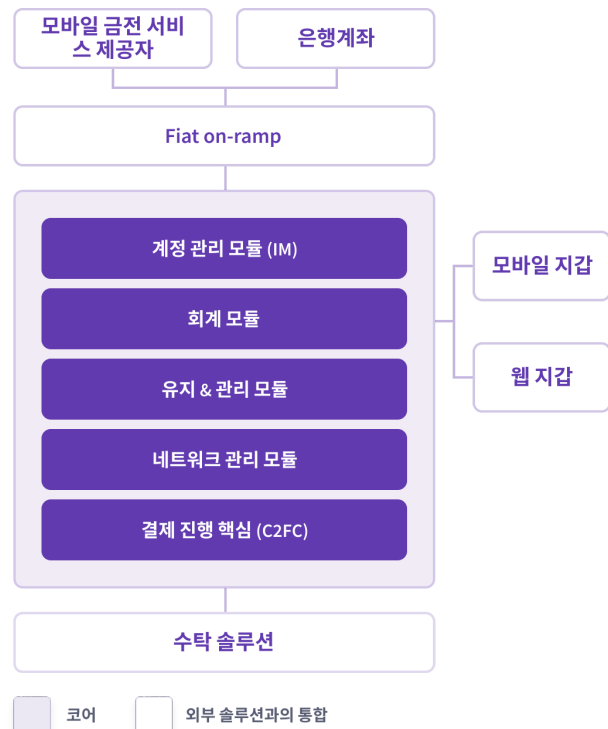 모바일 금전 서비
스 제공자
은행계좌
Fiat on-ramp
계정 관리 모듈 (IM)
회계 모듈
유지 & 관리 모듈
네트워크 관리 모듈
결제 진행 핵심 (C2FC)
모바일 지갑
웹 지갑
수탁 솔루션
코어
외부 솔루션과의 통합